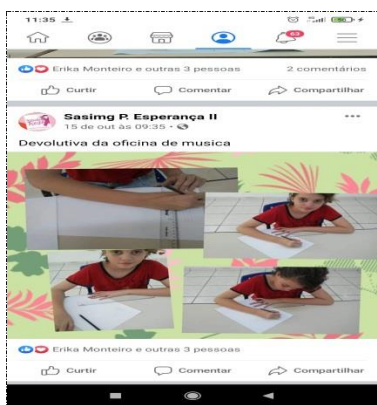 11:35
63
Erika Monteiro e outras 3 pessoas
2 comentários
Curtir
Comentar
Compartilhar
Sasimg P. Esperança II
15 de out às 09:35
Devolutiva da oficina de musica
Erika Monteiro e outras 3 pessoas
Curtir
Comentar
Compartilhar